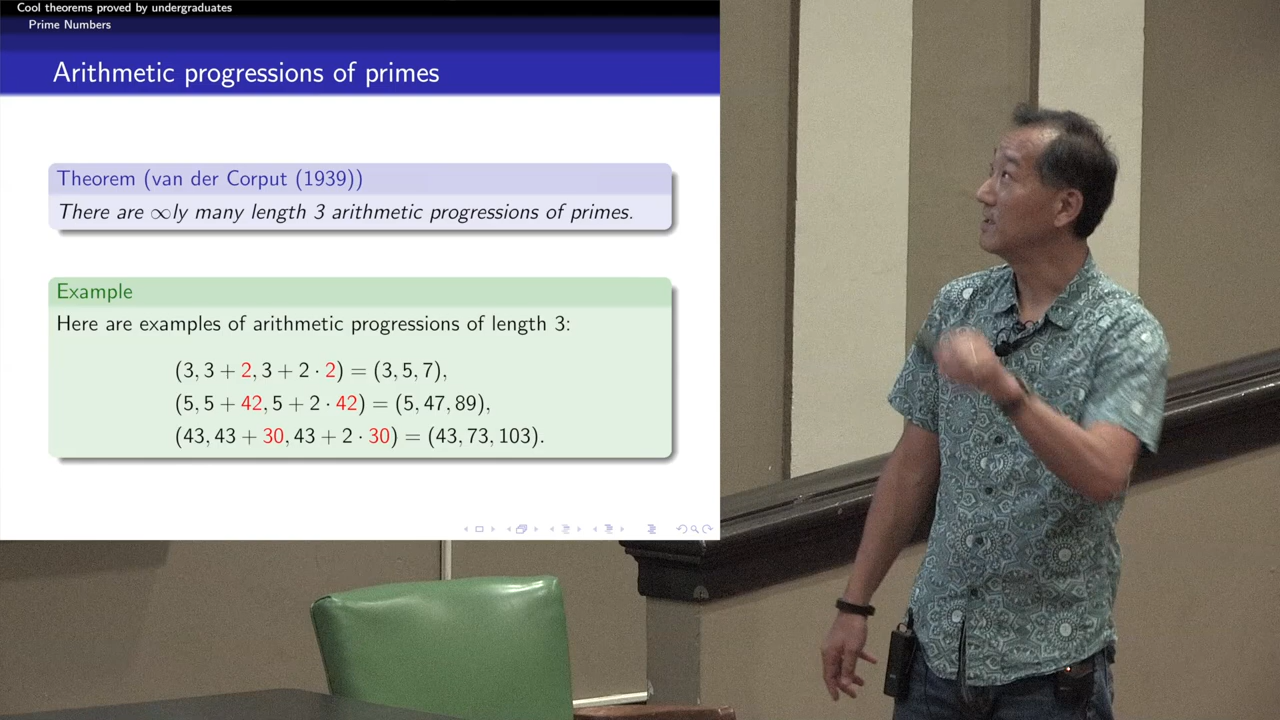 Cool theorems proved by undergraduates
Prime Numbers
Arithmetic progressions of primes
Theorem (van der Corput (1939))
There are ∞ly many length 3 arithmetic progressions of primes.
Example
Here are examples of arithmetic progressions of length 3:
(3, 3 + 2, 3 + 2 · 2) = (3, 5, 7),
(5, 5 + 42, 5 + 2 · 42) = (5, 47, 89),
(43, 43 + 30, 43 + 2 · 30) = (43, 73, 103).